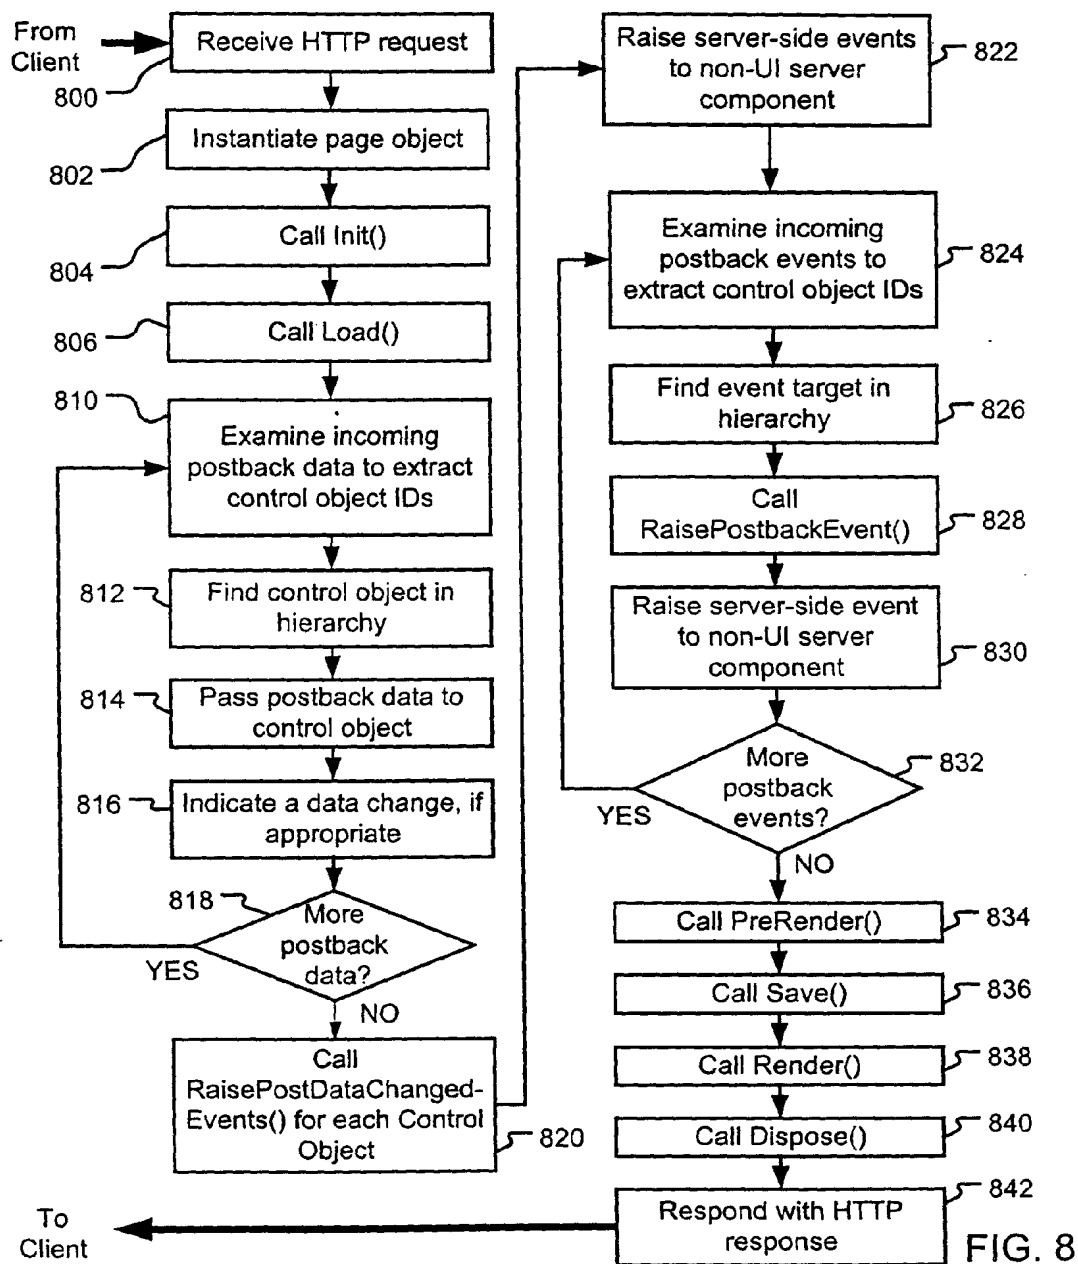 From
Client
Receive HTTP request
800
Instantiate page object
802
Call Init()
804
Call Load()
806
810
Examine incoming
postback data to extract
control object IDs
812
Find control object in
hierarchy
814
Pass postback data to
control object
816
Indicate a data change, if
appropriate
818
More
postback
data?
YES
NO
Call
RaisePostDataChanged-
Events() for each Control
Object
820
Raise server-side events
to non-UI server
component
822
Examine incoming
postback events to
extract control object IDs
824
Find event target in
hierarchy
826
Call
RaisePostbackEvent()
828
Raise server-side event
to non-UI server
component
830
More
postback
events?
832
YES
NO
Call PreRender()
834
Call Save()
836
Call Render()
838
Call Dispose()
840
Respond with HTTP
response
842
To
Client
FIG. 8